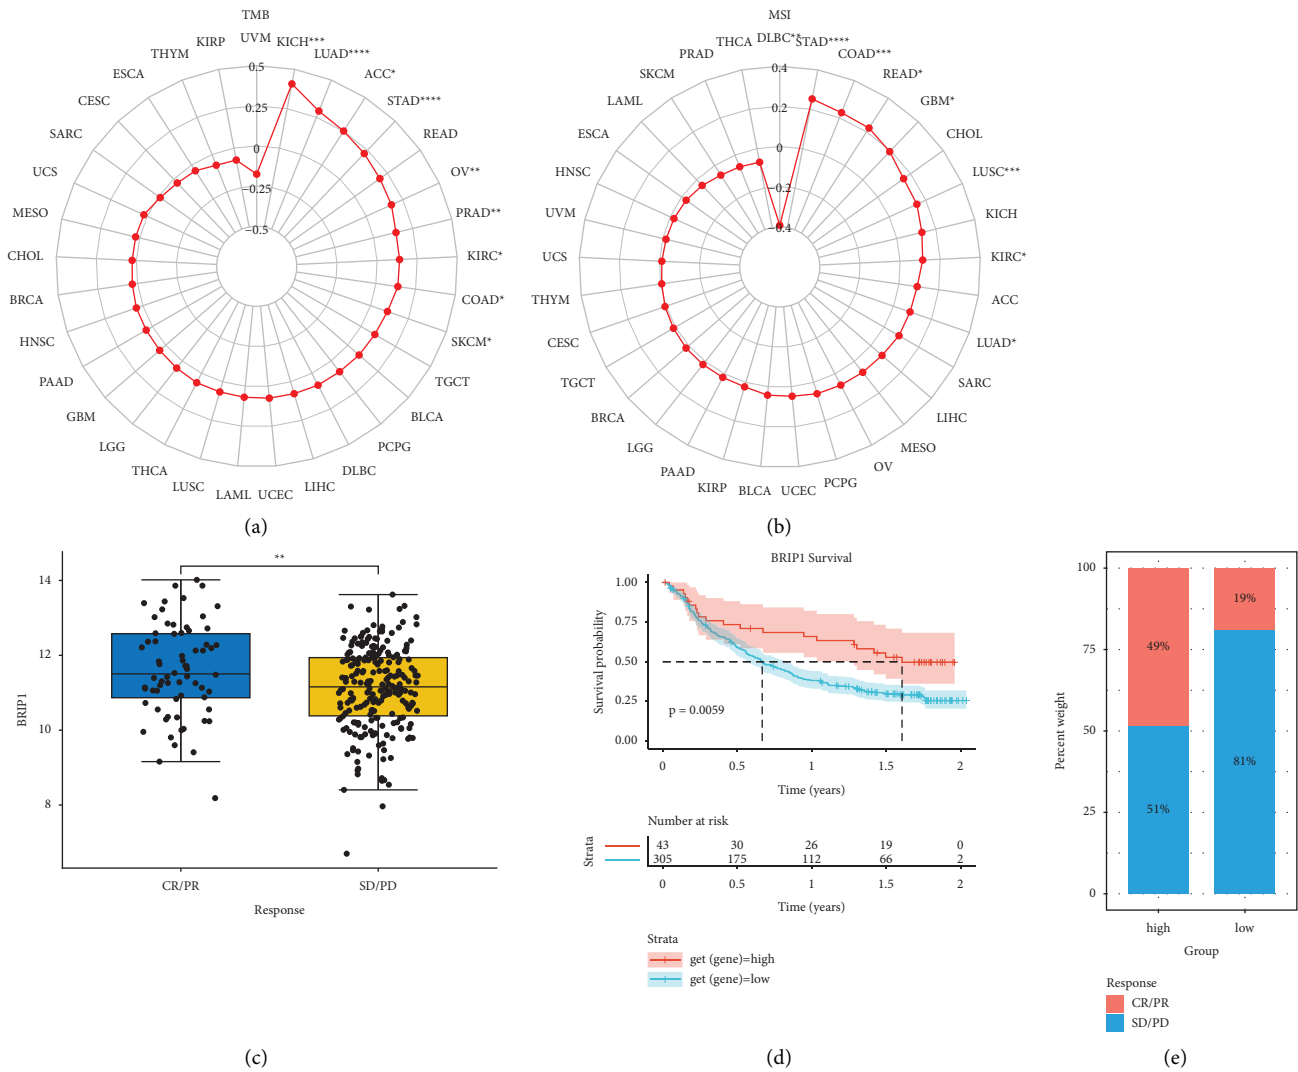 TMB
UVM
KICH***
LUAD****
ACC*
STAD****
READ
OV**
PRAD**
KIRC*
COAD*
SKCM*
TGCT
BLCA
PCPG
DLBC
LIHC
UCEC
LAML
LUSC
THCA
LGG
GBM
PAAD
HNSC
BRCA
CHOL
MESO
UCS
SARC
CESC
ESCA
THYM
KIRP
0.5
0.25
0
−0.25
−0.5
(a)
MSI
DLBC**
STAD****
COAD***
READ*
GBM*
CHOL
LUSC***
KICH
KIRC*
ACC
LUAD*
SARC
LIHC
MESO
OV
PCPG
UCEC
BLCA
KIRP
PAAD
LGG
BRCA
TGCT
CESC
THYM
UCS
UVM
HNSC
ESCA
LAML
SKCM
PRAD
THCA
0.4
0.2
0
−0.2
−0.4
(b)
**
14
12
10
8
BRIP1
CR/PR SD/PD
Response
(c)
BRIP1 Survival
1.00
0.75
0.50
0.25
0.00
Survival probability
p = 0.0059
0 0.5 1 1.5 2
Time (years)
Number at risk
Strata
43 30 26 19 0
305 175 112 66 2
0 0.5 1 1.5 2
Time (years)
Strata
get (gene)=high
get (gene)=low
(d)
100
75
50
25
0
Percent weight
49%
51%
19%
81%
high low
Group
Response
CR/PR
SD/PD
(e)